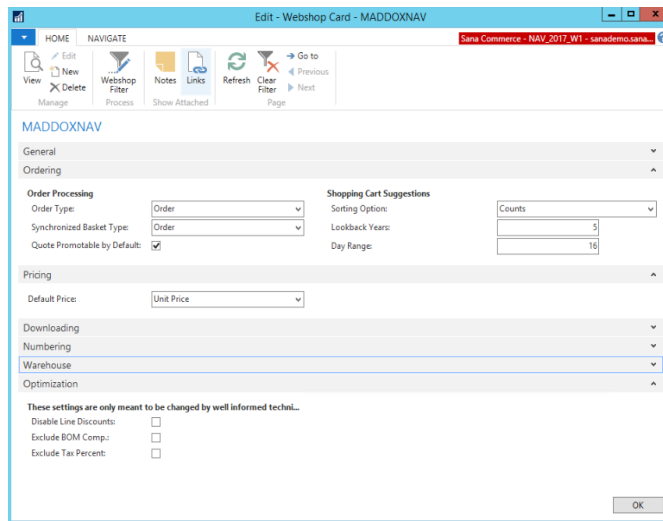 Edit - Webshop Card - MADDOXNAV
HOME NAVIGATE
Sana Commerce - NAV_2017_W1 - sanademo.sana...
View
Edit
New
Delete
Manage
Webshop Filter
Process
Notes
Links
Show Attached
Refresh
Clear Filter
Go to
Previous
Next
Page
MADDOXNAV
General
Ordering
Order Processing
Order Type: Order
Synchronized Basket Type: Order
Quote Promotable by Default:
Shopping Cart Suggestions
Sorting Option: Counts
Lookback Years: 5
Day Range: 16
Pricing
Default Price: Unit Price
Downloading
Numbering
Warehouse
Optimization
These settings are only meant to be changed by well informed techni...
Disable Line Discounts:
Exclude BOM Comp.:
Exclude Tax Percent:
OK